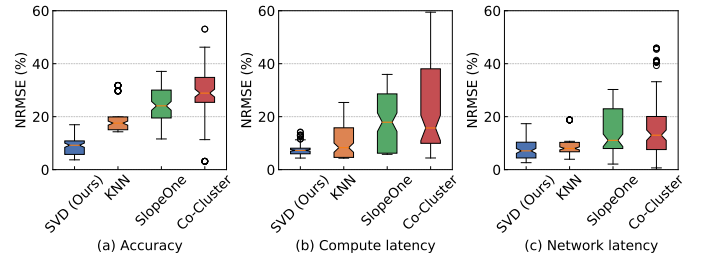 60
40
20
0
NRMSE (%)
SVD (Ours)
KNN
SlopeOne
Co-Cluster
(a) Accuracy
60
40
20
0
NRMSE (%)
SVD (Ours)
KNN
SlopeOne
Co-Cluster
(b) Compute latency
60
40
20
0
NRMSE (%)
SVD (Ours)
KNN
SlopeOne
Co-Cluster
(c) Network latency